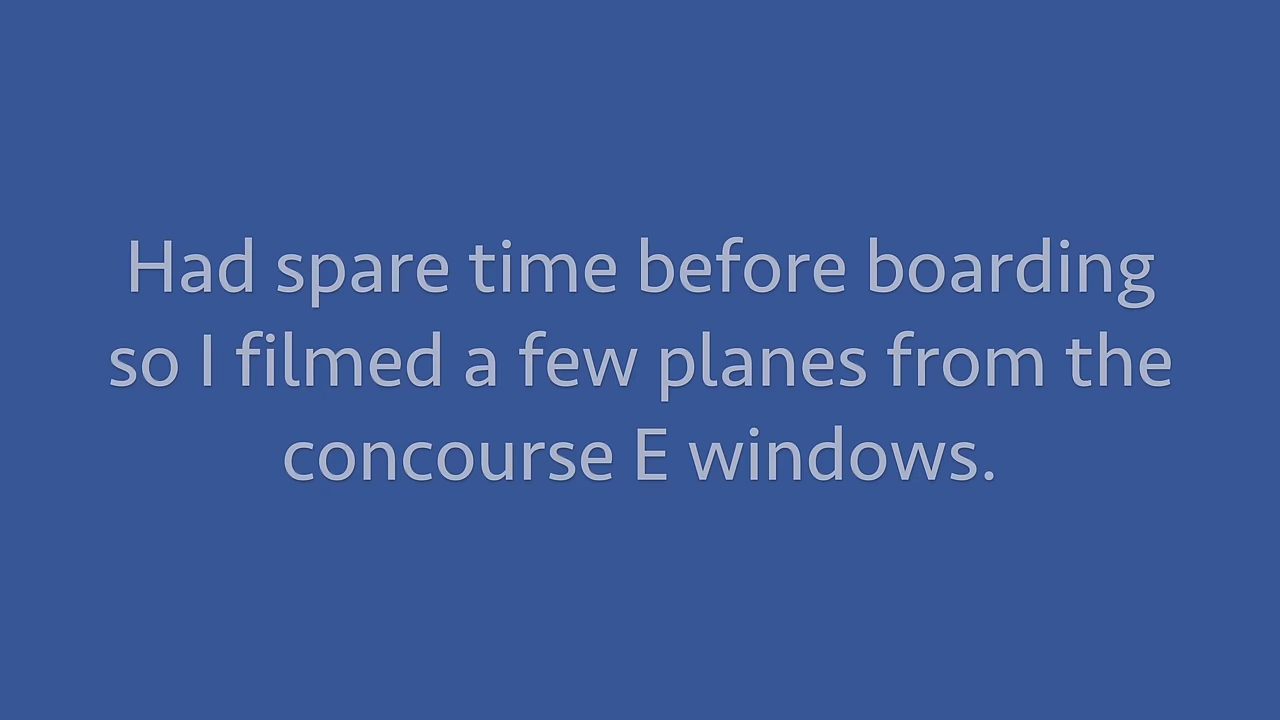 Had spare time before boarding
so I filmed a few planes from the
concourse E windows.